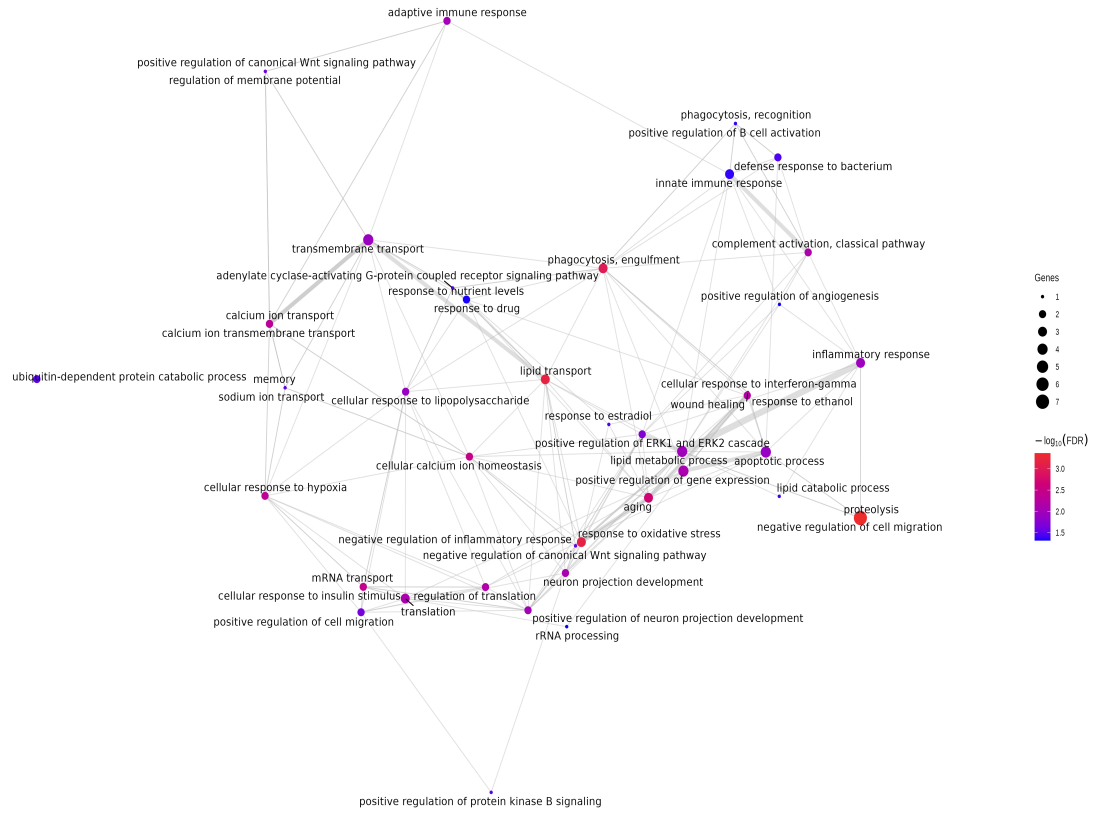 adaptive immune response
positive regulation of canonical Wnt signaling pathway
regulation of membrane potential
phagocytosis, recognition
positive regulation of B cell activation
defense response to bacterium
innate immune response
transmembrane transport
complement activation, classical pathway
phagocytosis, engulfment
adenylate cyclase-activating G-protein coupled receptor signaling pathway
response to nutrient levels
response to drug
positive regulation of angiogenesis
calcium ion transport
calcium ion transmembrane transport
inflammatory response
ubiquitin-dependent protein catabolic process
memory
sodium ion transport
lipid transport
cellular response to lipopolysaccharide
cellular response to interferon-gamma
wound healing
response to ethanol
response to estradiol
positive regulation of ERK1 and ERK2 cascade
lipid metabolic process
apoptotic process
cellular calcium ion homeostasis
positive regulation of gene expression
cellular response to hypoxia
lipid catabolic process
aging
proteolysis
negative regulation of cell migration
negative regulation of inflammatory response
response to oxidative stress
negative regulation of canonical Wnt signaling pathway
mRNA transport
neuron projection development
cellular response to insulin stimulus
regulation of translation
translation
positive regulation of cell migration
positive regulation of neuron projection development
rRNA processing
positive regulation of protein kinase B signaling
Genes
1
2
3
4
5
6
7
−log10(FDR)
3.0
2.5
2.0
1.5